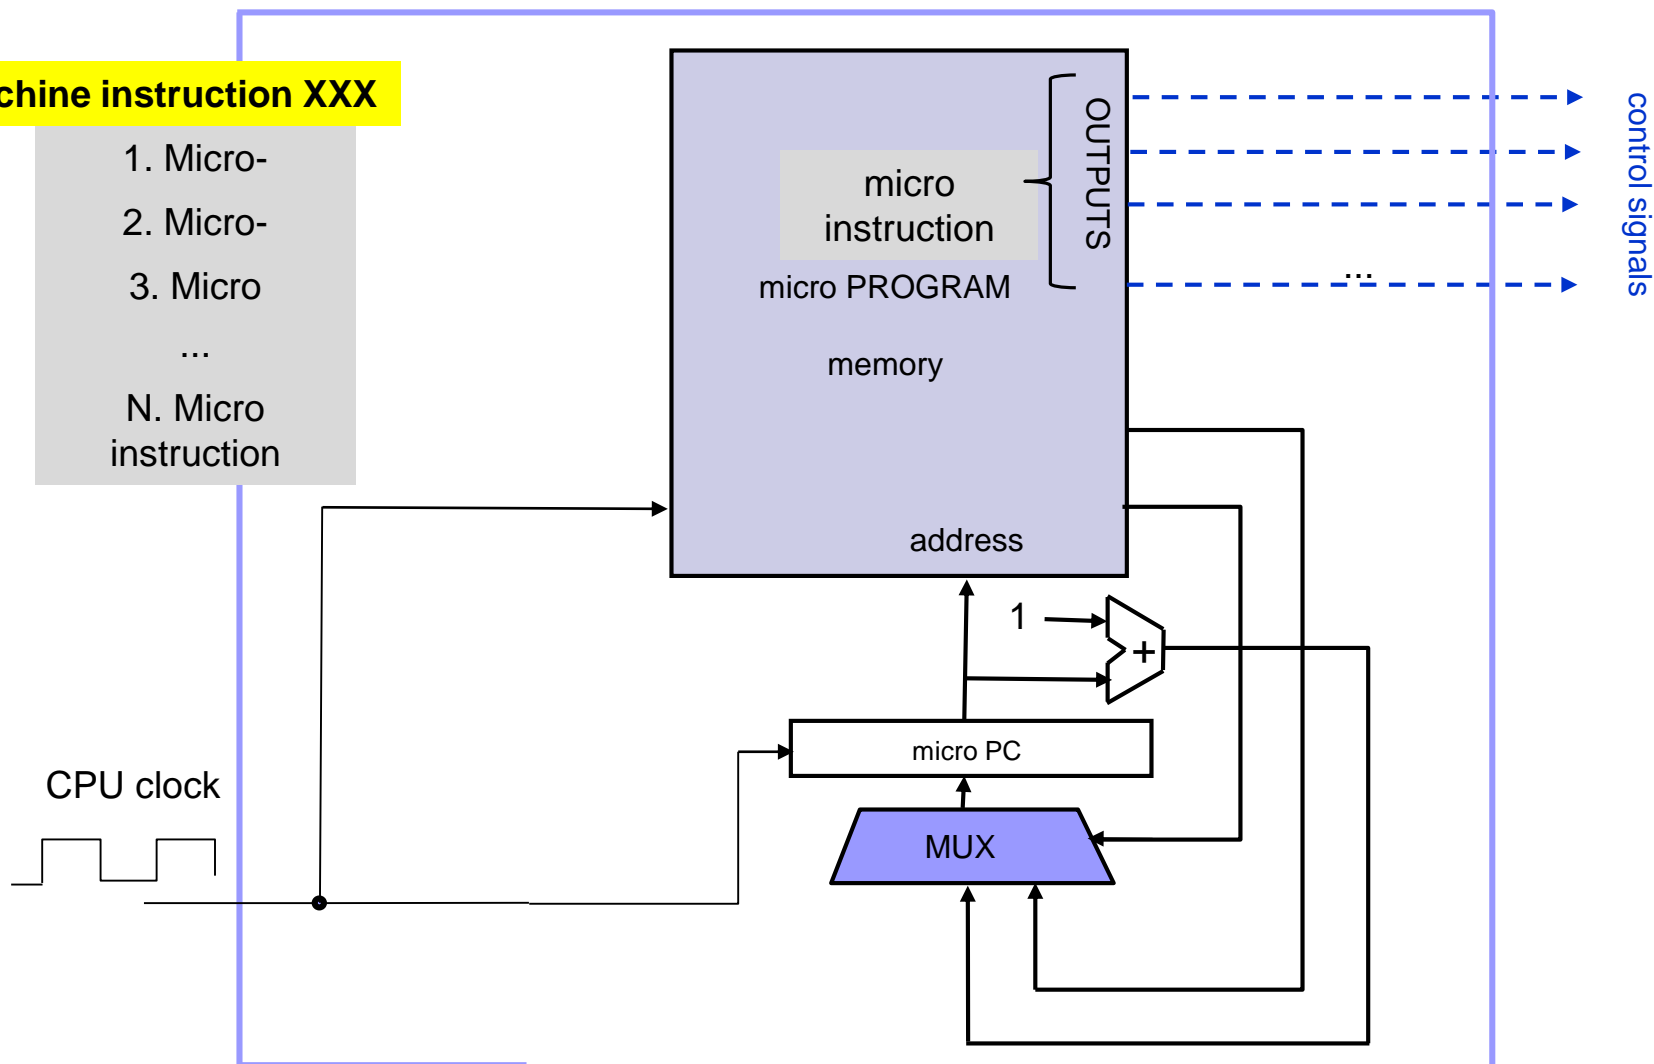 chine instruction XXX
1. Micro-
2. Micro-
3. Micro
...
N. Micro
instruction
micro
instruction
micro PROGRAM
memory
address
OUTPUTS
...
control signals
1
+
micro PC
MUX
CPU clock